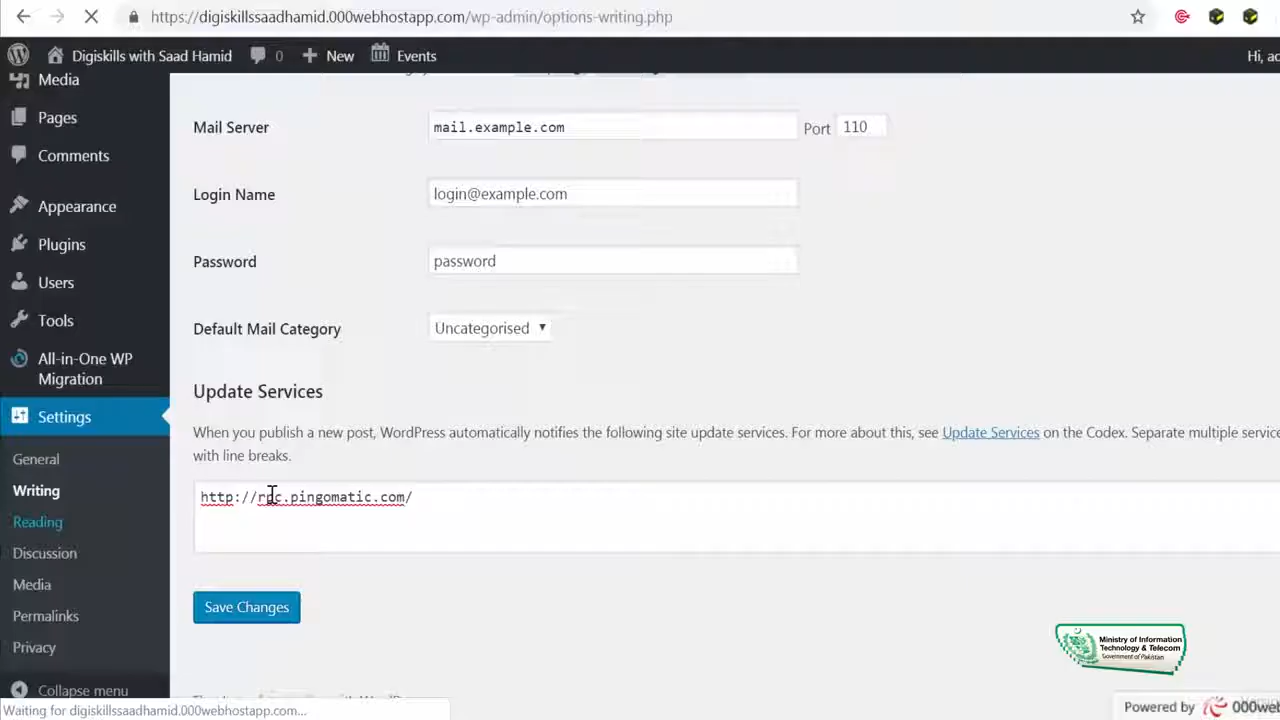 https://digiskillssaadhamid.000webhostapp.com/wp-admin/options-writing.php
Digiskills with Saad Hamid 0 New Events Hi,
Media
Pages
Comments
Appearance
Plugins
Users
Tools
All-in-One WP
Migration
Settings
General
Writing
Reading
Discussion
Media
Permalinks
Privacy
Collapse menu
Mail Server mail.example.com Port 110
Login Name login@example.com
Password password
Default Mail Category Uncategorised
Update Services
When you publish a new post, WordPress automatically notifies the following site update services. For more about this, see Update Services on the Codex. Separate multiple service
with line breaks.
http://rpc.pingomatic.com/
Save Changes
Ministry of Information
Technology & Telecom
Government of Pakistan
Waiting for digiskillssaadhamid.000webhostapp.com...
Powered by 000web